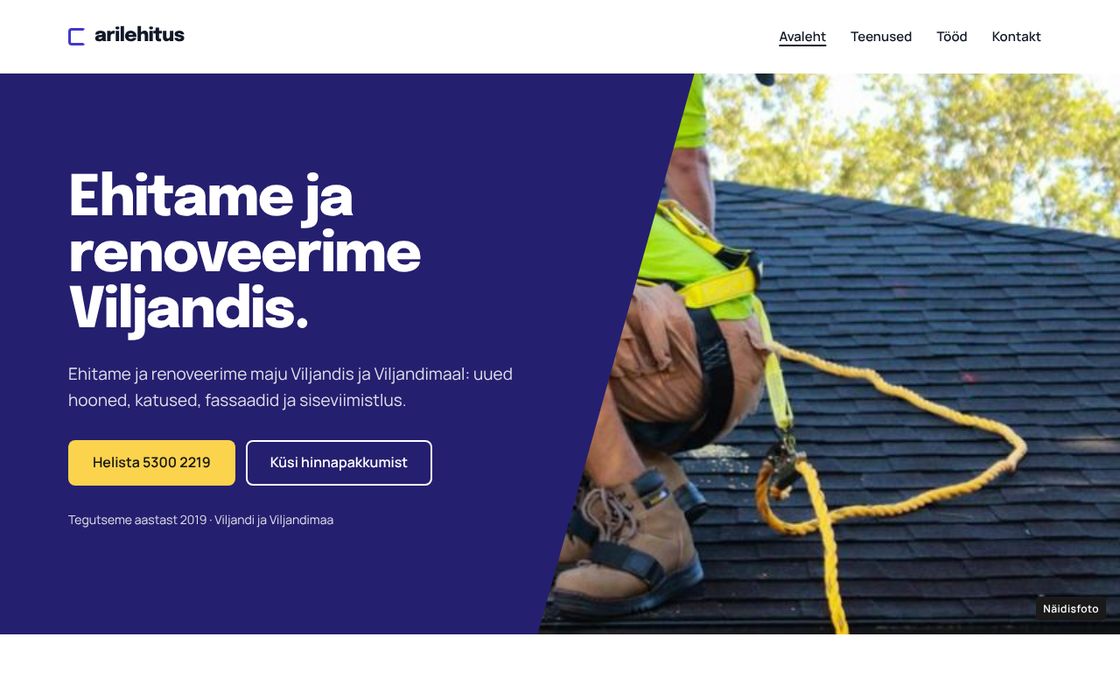 arilehitus
Avaleht
Teenused
Tööd
Kontakt
Ehitame ja
renoveerime
Viljandis.
Ehitame ja renoveerime maju Viljandis ja Viljandimaal: uued
hooned, katused, fassaadid ja siseviimistlus.
Helista 5300 2219
Küsi hinnapakkumist
Tegutseme aastast 2019 · Viljandi ja Viljandimaa
Näidisfoto